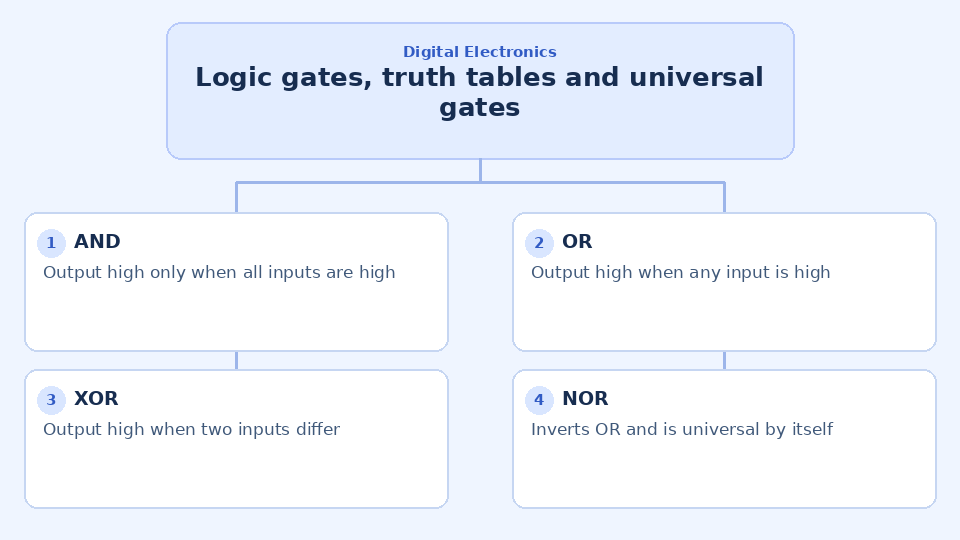 Digital Electronics
Logic gates, truth tables and universal
gates
1 AND
Output high only when all inputs are high
2 OR
Output high when any input is high
3 XOR
Output high when two inputs differ
4 NOR
Inverts OR and is universal by itself